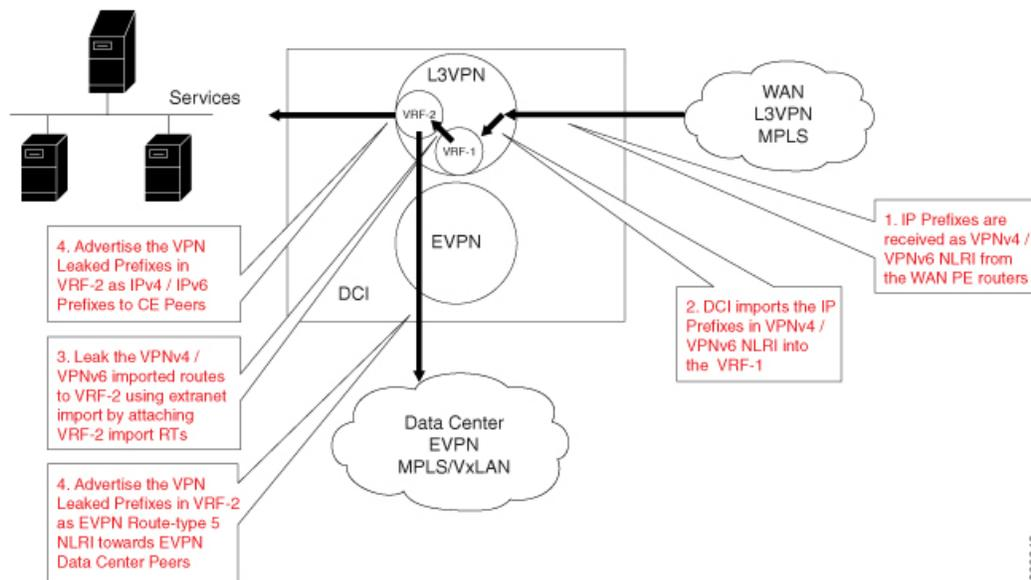 L3VPN
Services
VRF-2
VRF-1
WAN
L3VPN
MPLS
1. IP Prefixes are
received as VPNv4 /
VPNv6 NLRI from
the WAN PE routers
EVPN
4. Advertise the VPN
Leaked Prefixes in
VRF-2 as IPv4 / IPv6
Prefixes to CE Peers
DCI
2. DCI imports the IP
Prefixes in VPNv4 /
VPNv6 NLRI into
the VRF-1
3. Leak the VPNv4 /
VPNv6 imported routes
to VRF-2 using extranet
import by attaching
VRF-2 import RTs
Data Center
EVPN
MPLS/VxLAN
4. Advertise the VPN
Leaked Prefixes in VRF-2
as EVPN Route-type 5
NLRI towards EVPN
Data Center Peers